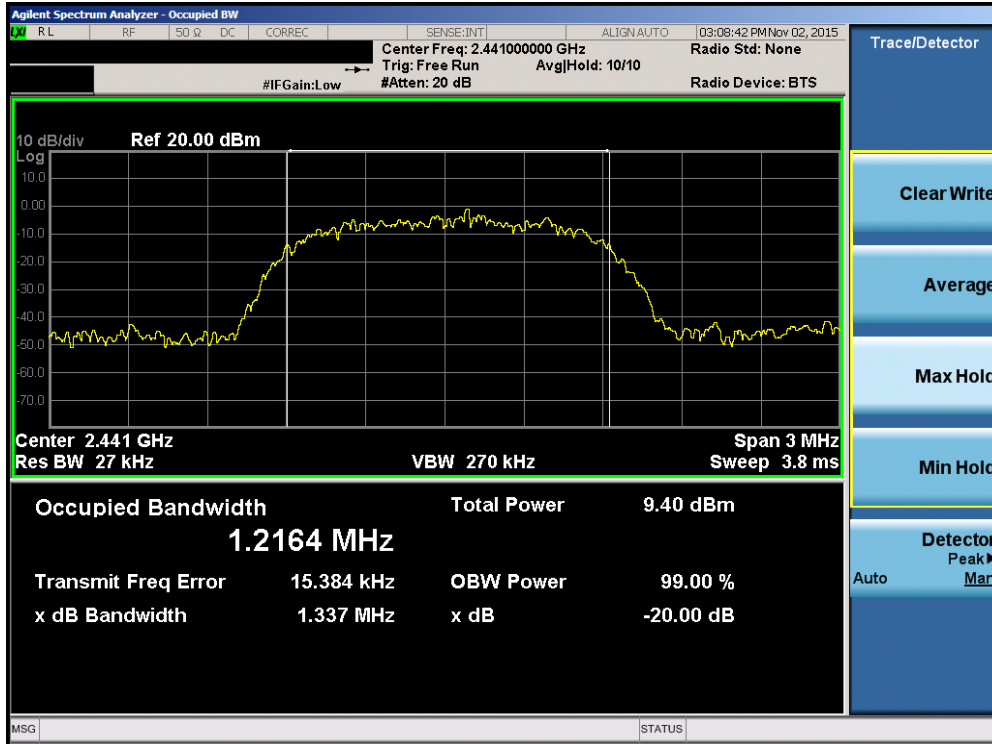 Agilent Spectrum Analyzer - Occupied BW
LXI RL RF 50 Ω DC CORREC SENSE:INT ALIGN AUTO 03:08:42 PM Nov 02, 2015
Center Freq: 2.441000000 GHz Radio Std: None
Trig: Free Run Avg|Hold: 10/10
#IFGain:Low #Atten: 20 dB Radio Device: BTS
10 dB/div Ref 20.00 dBm
Log
10.0
0.00
-10.0
-20.0
-30.0
-40.0
-50.0
-60.0
-70.0
Center 2.441 GHz Span 3 MHz
Res BW 27 kHz VBW 270 kHz Sweep 3.8 ms
Occupied Bandwidth Total Power 9.40 dBm
1.2164 MHz
Transmit Freq Error 15.384 kHz OBW Power 99.00 %
x dB Bandwidth 1.337 MHz x dB -20.00 dB
MSG STATUS
Trace/Detector
Clear Write
Average
Max Hold
Min Hold
Detector
Peak▶
Auto Man